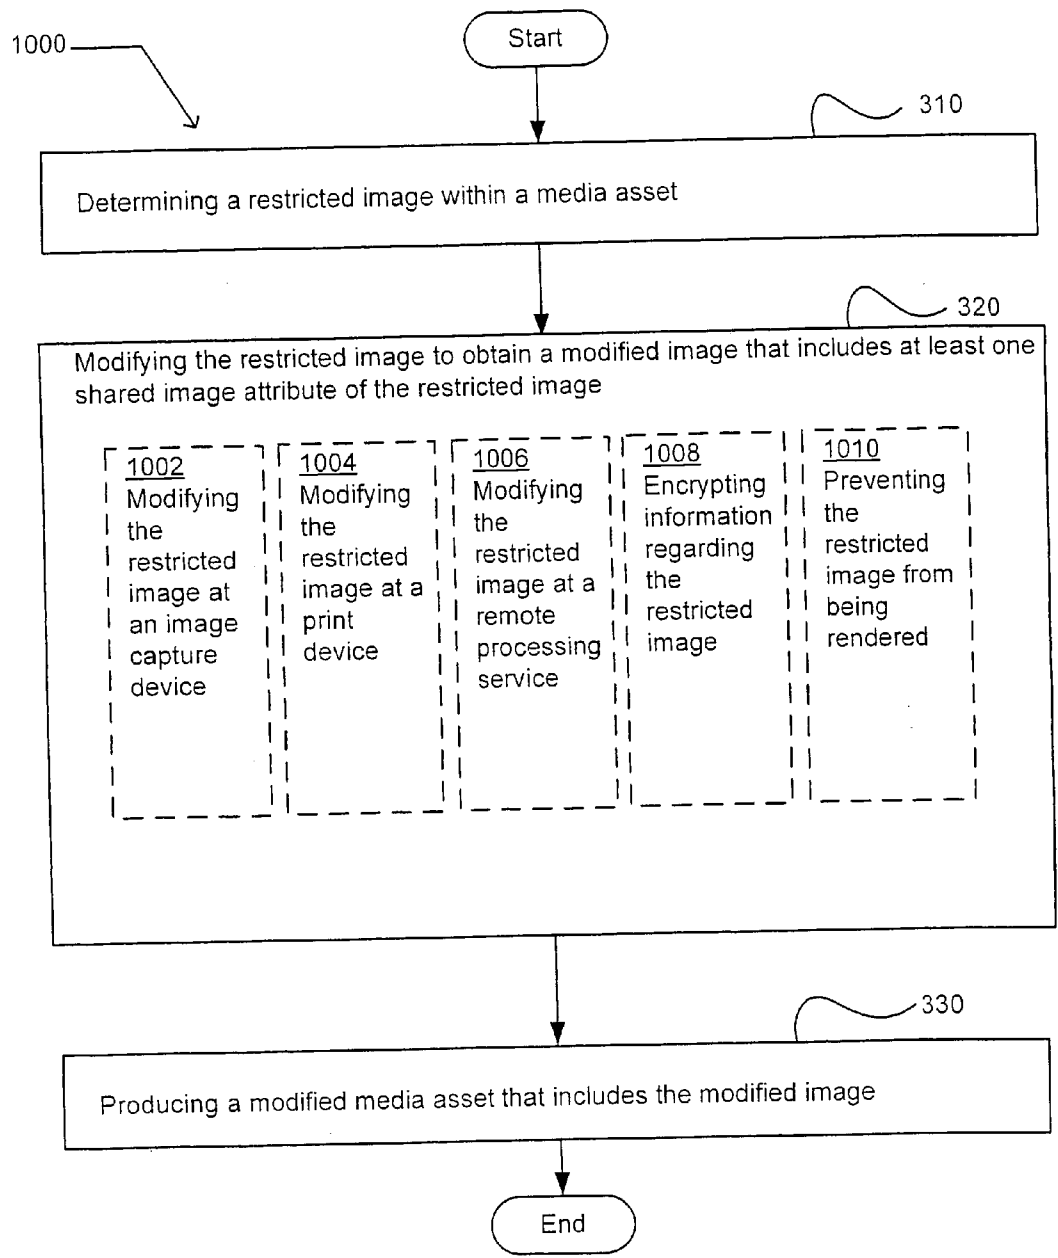 1000
Start
310
Determining a restricted image within a media asset
320
Modifying the restricted image to obtain a modified image that includes at least one
shared image attribute of the restricted image
1002
Modifying
the
restricted
image at
an image
capture
device
1004
Modifying
the
restricted
image at a
print
device
1006
Modifying
the
restricted
image at a
remote
processing
service
1008
Encrypting
information
regarding
the
restricted
image
1010
Preventing
the
restricted
image from
being
rendered
330
Producing a modified media asset that includes the modified image
End